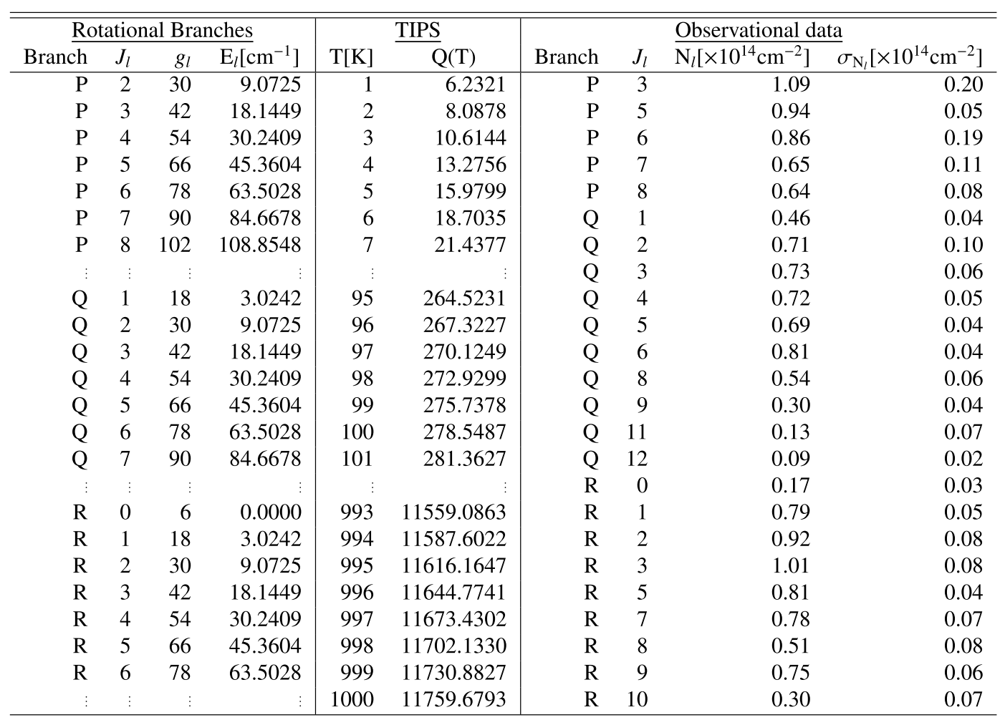 Rotational Branches TIPS Observational data
Branch J_l g_l E_l[cm⁻¹] T[K] Q(T) Branch J_l N_l[×10¹⁴cm⁻²] σ_N_l[×10¹⁴cm⁻²]
P 2 30 9.0725 1 6.2321 P 3 1.09 0.20
P 3 42 18.1449 2 8.0878 P 5 0.94 0.05
P 4 54 30.2409 3 10.6144 P 6 0.86 0.19
P 5 66 45.3604 4 13.2756 P 7 0.65 0.11
P 6 78 63.5028 5 15.9799 P 8 0.64 0.08
P 7 90 84.6678 6 18.7035 Q 1 0.46 0.04
P 8 102 108.8548 7 21.4377 Q 2 0.71 0.10
⋮ ⋮ ⋮ ⋮ ⋮ ⋮ Q 3 0.73 0.06
Q 1 18 3.0242 95 264.5231 Q 4 0.72 0.05
Q 2 30 9.0725 96 267.3227 Q 5 0.69 0.04
Q 3 42 18.1449 97 270.1249 Q 6 0.81 0.04
Q 4 54 30.2409 98 272.9299 Q 8 0.54 0.06
Q 5 66 45.3604 99 275.7378 Q 9 0.30 0.04
Q 6 78 63.5028 100 278.5487 Q 11 0.13 0.07
Q 7 90 84.6678 101 281.3627 Q 12 0.09 0.02
⋮ ⋮ ⋮ ⋮ ⋮ ⋮ R 0 0.17 0.03
R 0 6 0.0000 993 11559.0863 R 1 0.79 0.05
R 1 18 3.0242 994 11587.6022 R 2 0.92 0.08
R 2 30 9.0725 995 11616.1647 R 3 1.01 0.08
R 3 42 18.1449 996 11644.7741 R 5 0.81 0.04
R 4 54 30.2409 997 11673.4302 R 7 0.78 0.07
R 5 66 45.3604 998 11702.1330 R 8 0.51 0.08
R 6 78 63.5028 999 11730.8827 R 9 0.75 0.06
⋮ ⋮ ⋮ ⋮ 1000 11759.6793 R 10 0.30 0.07